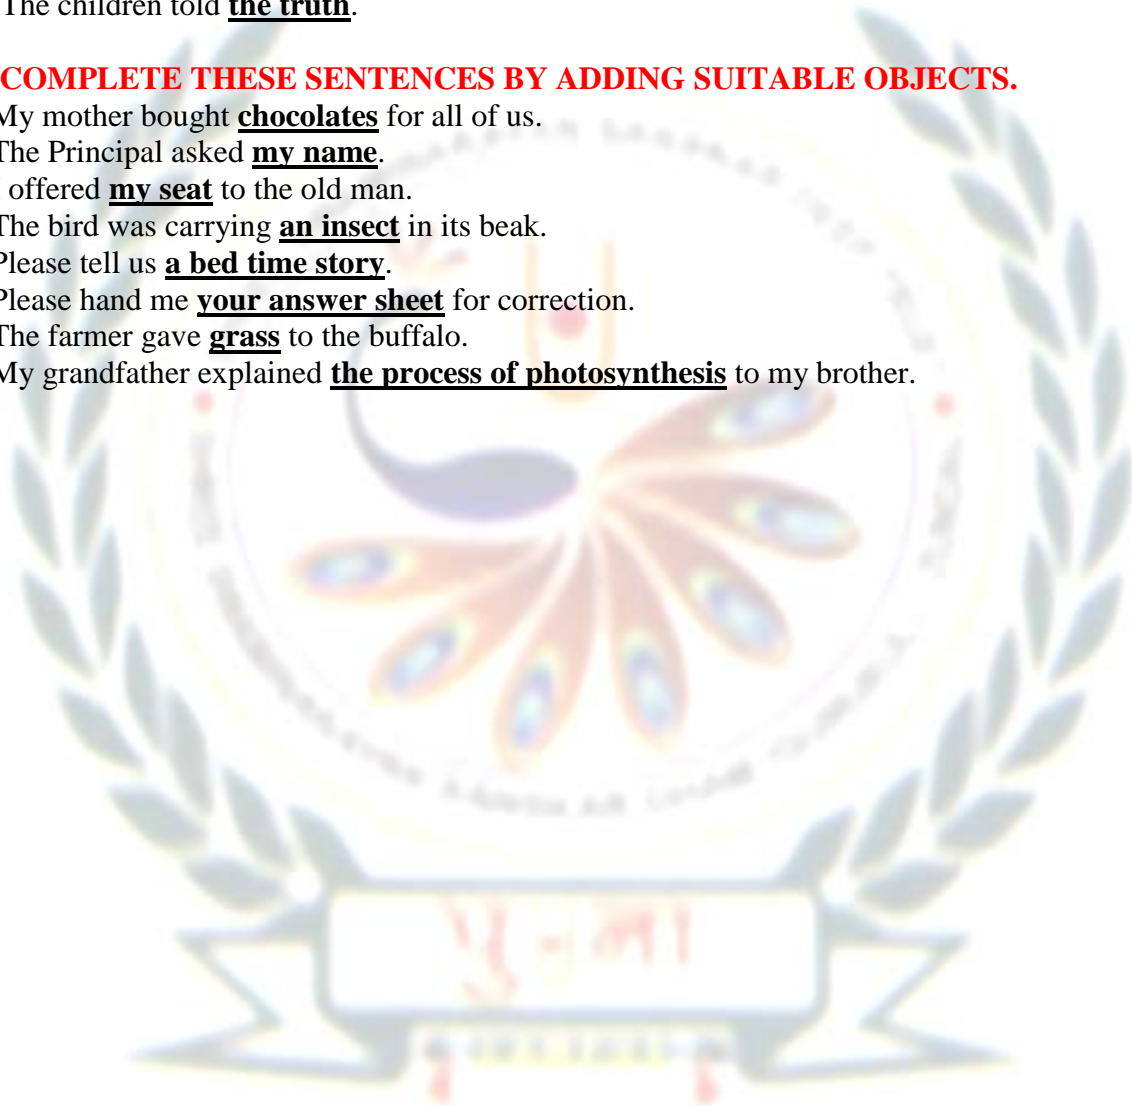 The children told the truth.
COMPLETE THESE SENTENCES BY ADDING SUITABLE OBJECTS.
My mother bought chocolates for all of us.
The Principal asked my name.
I offered my seat to the old man.
The bird was carrying an insect in its beak.
Please tell us a bed time story.
Please hand me your answer sheet for correction.
The farmer gave grass to the buffalo.
My grandfather explained the process of photosynthesis to my brother.